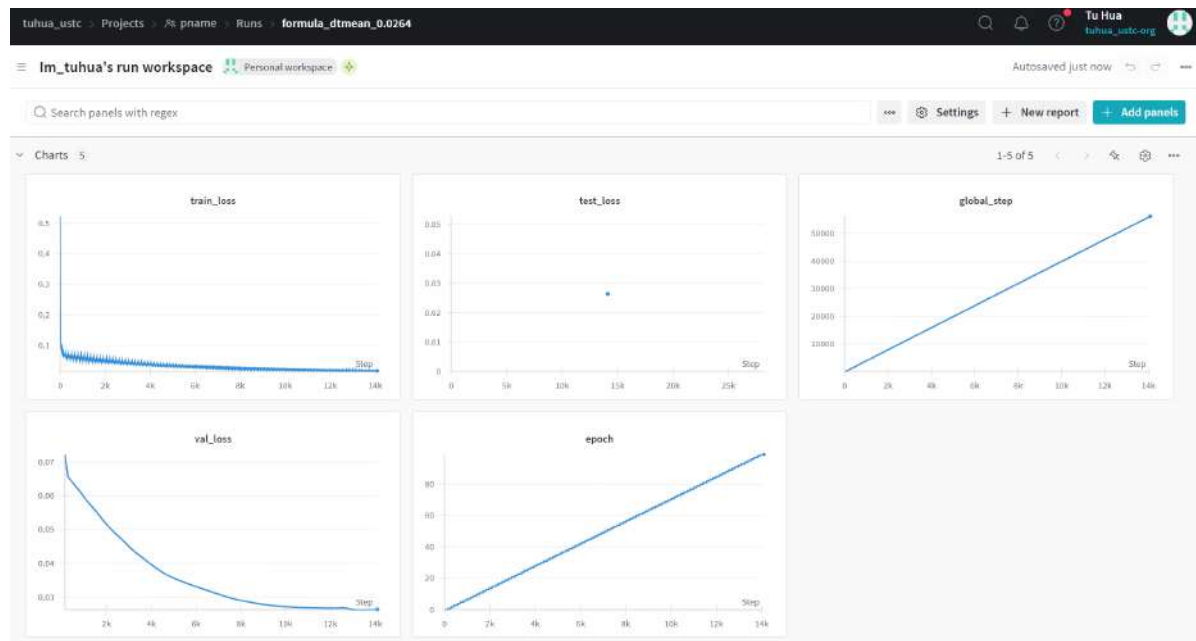 tuhua_ustc > Projects > pname > Runs > formula_dtmean_0.0264
Tu Hua
tuhua_ustc-org
Im_tuhua's run workspace Personal workspace
Autosaved just now
Search panels with regex
Settings + New report + Add panels
Charts 5
1-5 of 5
train_loss
0.5
0.4
0.3
0.2
0.1
Step
0 2k 4k 6k 8k 10k 12k 14k
test_loss
0.05
0.04
0.03
0.02
0.01
0
Step
0 5k 10k 15k 20k 25k
global_step
50000
40000
30000
20000
10000
Step
0 2k 4k 6k 8k 10k 12k 14k
val_loss
0.07
0.06
0.05
0.04
0.03
Step
2k 4k 6k 8k 10k 12k 14k
epoch
80
60
40
20
0
Step
0 2k 4k 6k 8k 10k 12k 14k